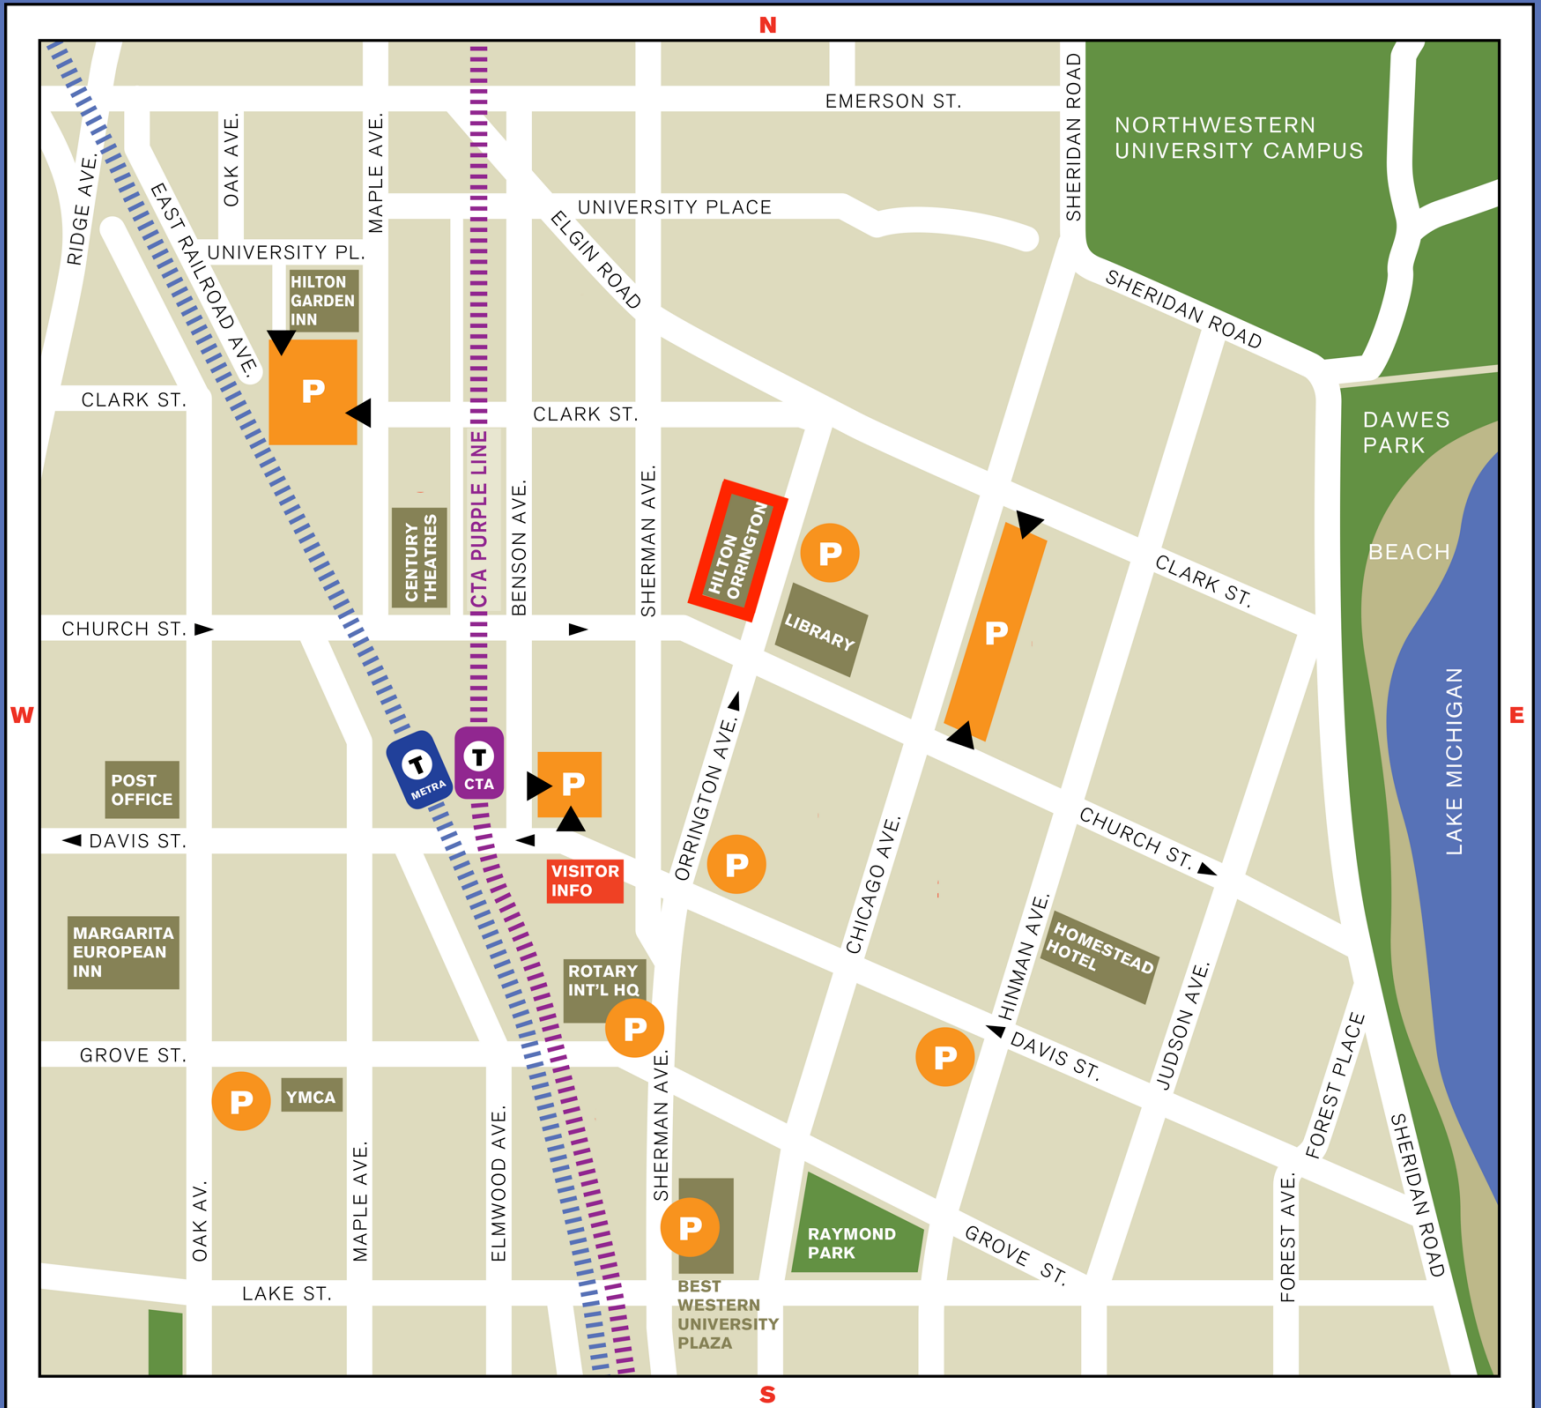 N
EMERSON ST.
SHERIDAN ROAD
NORTHWESTERN
UNIVERSITY CAMPUS
OAK AVE.
MAPLE AVE.
RIDGE AVE.
EAST RAILROAD AVE.
UNIVERSITY PLACE
ELGIN ROAD
UNIVERSITY PL.
HILTON
GARDEN
INN
SHERIDAN ROAD
P
CLARK ST.
CLARK ST.
DAWES
PARK
CTA PURPLE LINE
BENSON AVE.
SHERMAN AVE.
CENTURY
THEATRES
HILTON
ORRINGTON
P
LIBRARY
P
CLARK ST.
BEACH
CHURCH ST.
W
E
LAKE MICHIGAN
ORRINGTON AVE.
T
METRA
T
CTA
P
POST
OFFICE
DAVIS ST.
VISITOR
INFO
P
CHICAGO AVE.
CHURCH ST.
MARGARITA
EUROPEAN
INN
ROTARY
INT'L HQ
P
HINMAN AVE.
HOMESTEAD
HOTEL
JUDSON AVE.
GROVE ST.
P
YMCA
P
DAVIS ST.
FOREST PLACE
SHERIDAN ROAD
OAK AV.
MAPLE AVE.
ELMWOOD AVE.
SHERMAN AVE.
P
RAYMOND
PARK
GROVE ST.
FOREST AVE.
LAKE ST.
BEST
WESTERN
UNIVERSITY
PLAZA
S